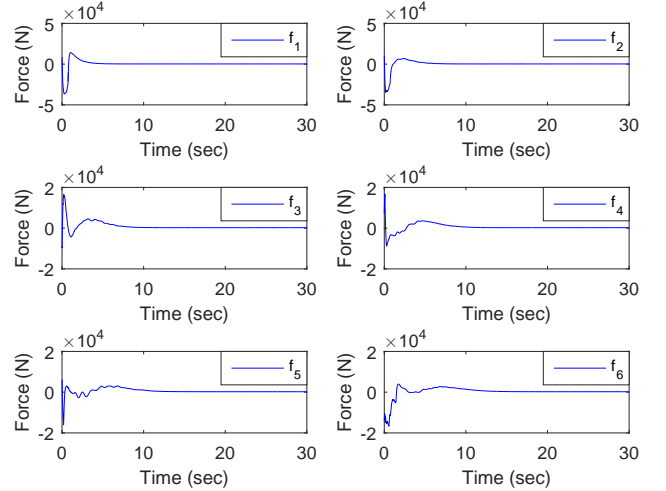 ×10⁴ ×10⁴
5 f₁ 5 f₂
Force (N) 0 Force (N) 0
-5 -5
0 10 20 30 0 10 20 30
Time (sec) Time (sec)
×10⁴ ×10⁴
2 f₃ 2 f₄
Force (N) 0 Force (N) 0
-2 -2
0 10 20 30 0 10 20 30
Time (sec) Time (sec)
×10⁴ ×10⁴
2 f₅ 2 f₆
Force (N) 0 Force (N) 0
-2 -2
0 10 20 30 0 10 20 30
Time (sec) Time (sec)